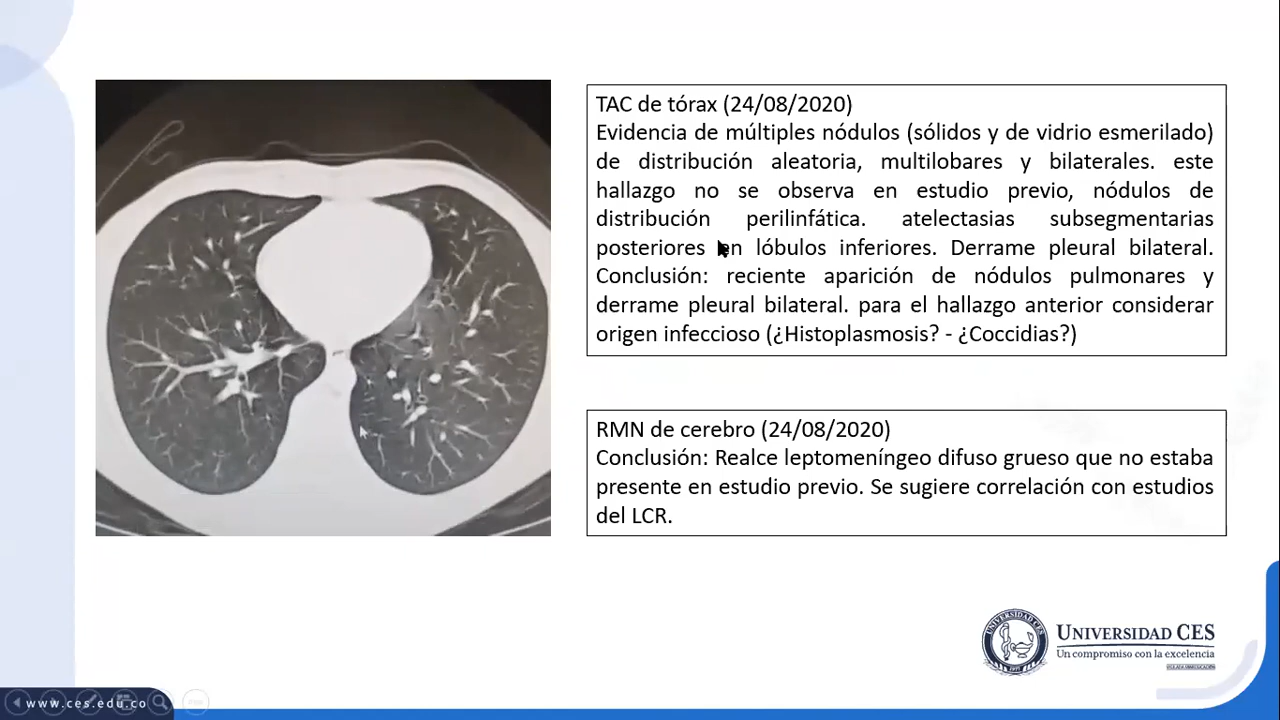 TAC de tórax (24/08/2020)
Evidencia de múltiples nódulos (sólidos y de vidrio esmerilado)
de distribución aleatoria, multilobares y bilaterales. este
hallazgo no se observa en estudio previo, nódulos de
distribución perilinfática. atelectasias subsegmentarias
posteriores en lóbulos inferiores. Derrame pleural bilateral.
Conclusión: reciente aparición de nódulos pulmonares y
derrame pleural bilateral. para el hallazgo anterior considerar
origen infeccioso (¿Histoplasmosis? - ¿Coccidias?)
RMN de cerebro (24/08/2020)
Conclusión: Realce leptomeníngeo difuso grueso que no estaba
presente en estudio previo. Se sugiere correlación con estudios
del LCR.
UNIVERSIDAD CES
Un compromiso con la excelencia
www.ces.edu.co